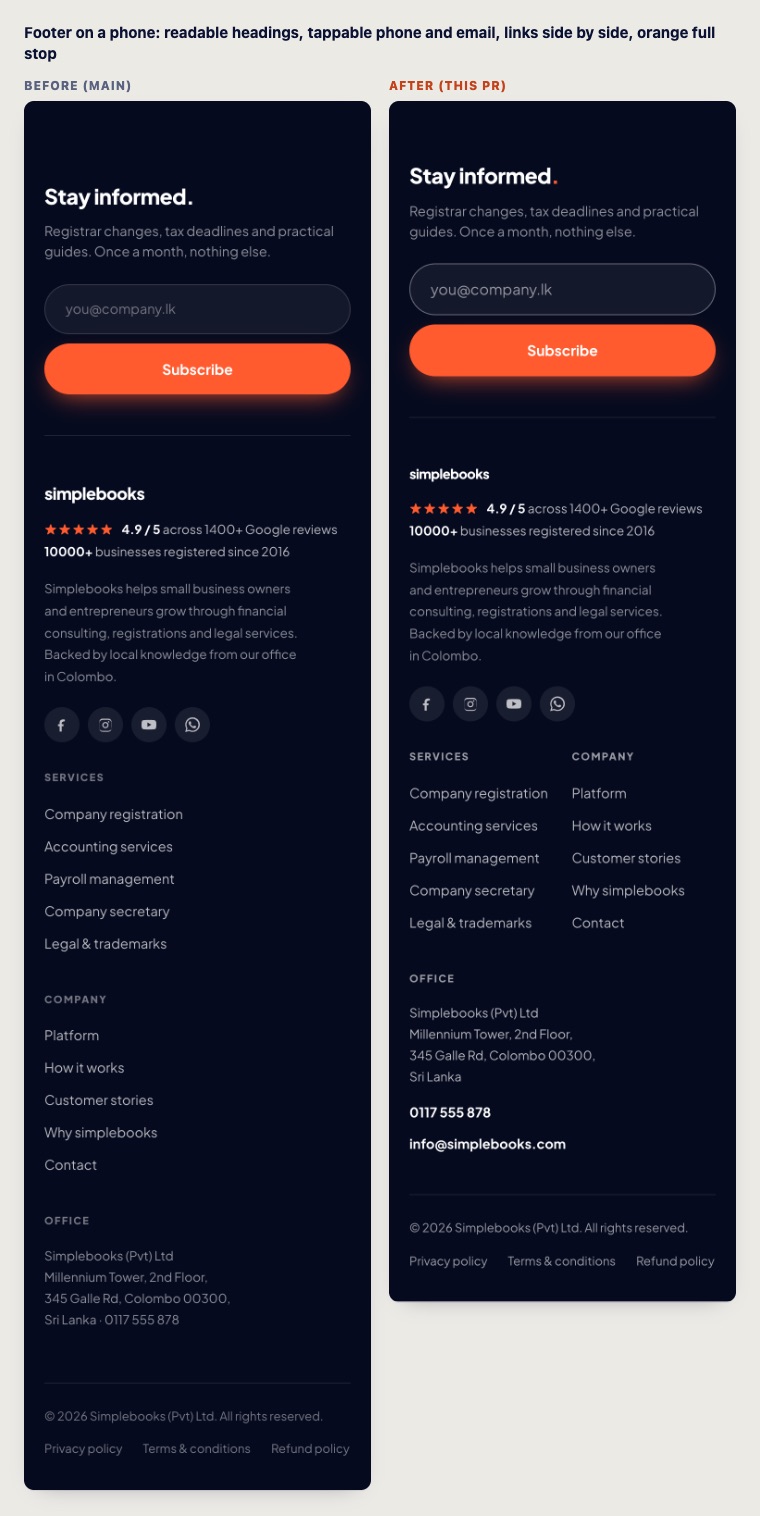 Footer on a phone: readable headings, tappable phone and email, links side by side, orange full
stop
BEFORE (MAIN)
Stay informed.
Registrar changes, tax deadlines and practical
guides. Once a month, nothing else.
you@company.lk
Subscribe
simplebooks
★★★★★ 4.9 / 5 across 1400+ Google reviews
10000+ businesses registered since 2016
Simplebooks helps small business owners
and entrepreneurs grow through financial
consulting, registrations and legal services.
Backed by local knowledge from our office
in Colombo.
SERVICES
Company registration
Accounting services
Payroll management
Company secretary
Legal & trademarks
COMPANY
Platform
How it works
Customer stories
Why simplebooks
Contact
OFFICE
Simplebooks (Pvt) Ltd
Millennium Tower, 2nd Floor,
345 Galle Rd, Colombo 00300,
Sri Lanka · 0117 555 878
© 2026 Simplebooks (Pvt) Ltd. All rights reserved.
Privacy policy Terms & conditions Refund policy
AFTER (THIS PR)
Stay informed.
Registrar changes, tax deadlines and practical
guides. Once a month, nothing else.
you@company.lk
Subscribe
simplebooks
★★★★★ 4.9 / 5 across 1400+ Google reviews
10000+ businesses registered since 2016
Simplebooks helps small business owners
and entrepreneurs grow through financial
consulting, registrations and legal services.
Backed by local knowledge from our office
in Colombo.
SERVICES
Company registration
Accounting services
Payroll management
Company secretary
Legal & trademarks
COMPANY
Platform
How it works
Customer stories
Why simplebooks
Contact
OFFICE
Simplebooks (Pvt) Ltd
Millennium Tower, 2nd Floor,
345 Galle Rd, Colombo 00300,
Sri Lanka
0117 555 878
info@simplebooks.com
© 2026 Simplebooks (Pvt) Ltd. All rights reserved.
Privacy policy Terms & conditions Refund policy